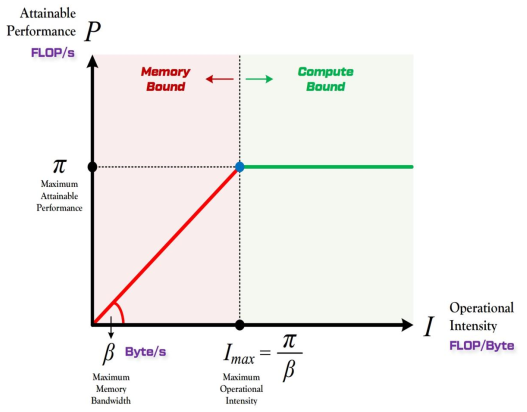 Attainable
Performance P
FLOP/s
Memory
Bound
Compute
Bound
π
Maximum
Attainable
Performance
Operational
Intensity
I
FLOP/Byte
β Byte/s
Maximum
Memory
Bandwidth
I_max = π/β
Maximum
Operational
Intensity